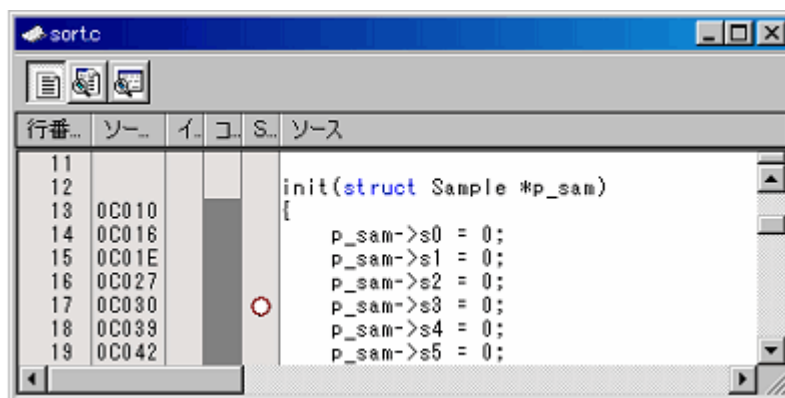 sort.c
行番... ソー... イ.. コ.. S.. ソース
11
12 init(struct Sample *p_sam)
13 0C010 {
14 0C016 p_sam->s0 = 0;
15 0C01E p_sam->s1 = 0;
16 0C027 p_sam->s2 = 0;
17 0C030 p_sam->s3 = 0;
18 0C039 p_sam->s4 = 0;
19 0C042 p_sam->s5 = 0;